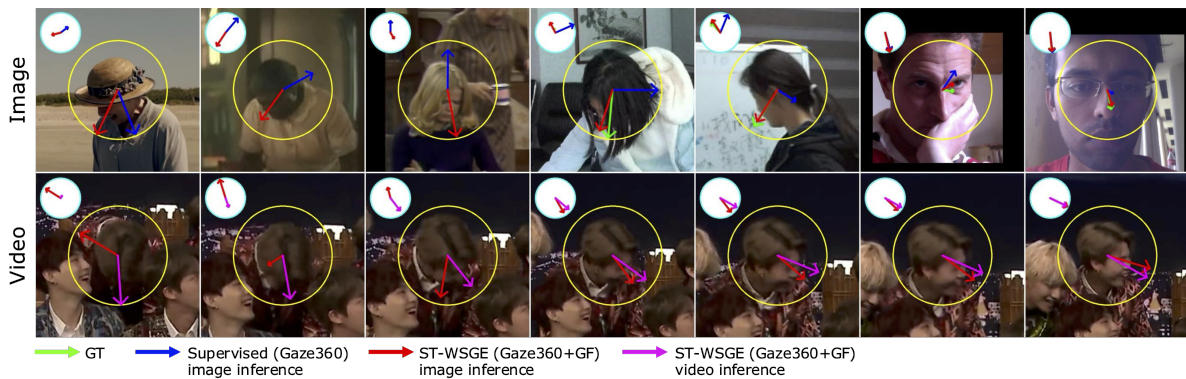 Image
Video
GT
Supervised (Gaze360)
image inference
ST-WSGE (Gaze360+GF)
image inference
ST-WSGE (Gaze360+GF)
video inference